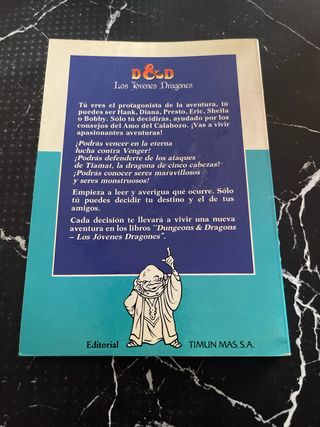 D&D
Los Jóvenes Dragones
Tú eres el protagonista de la aventura, tú
puedes ser Hank, Diana, Presto, Eric, Sheila
o Bobby. Sólo tú decidirás, ayudado por los
consejos del Amo del Calabozo. ¡Vas a vivir
apasionantes aventuras!
¡Podrás vencer en la eterna
lucha contra Venger!
¡Podrás defenderte de los ataques
de Tiamat, la dragona de cinco cabezas!
¡Podrás conocer seres maravillosos
y seres monstruosos!
Empieza a leer y averigua qué ocurre. Sólo
tú puedes decidir tu destino y el de tus
amigos.
Cada decisión te llevará a vivir una nueva
aventura en los libros "Dungeons & Dragons
– Los Jóvenes Dragones".
Editorial TIMUN MAS, S.A.